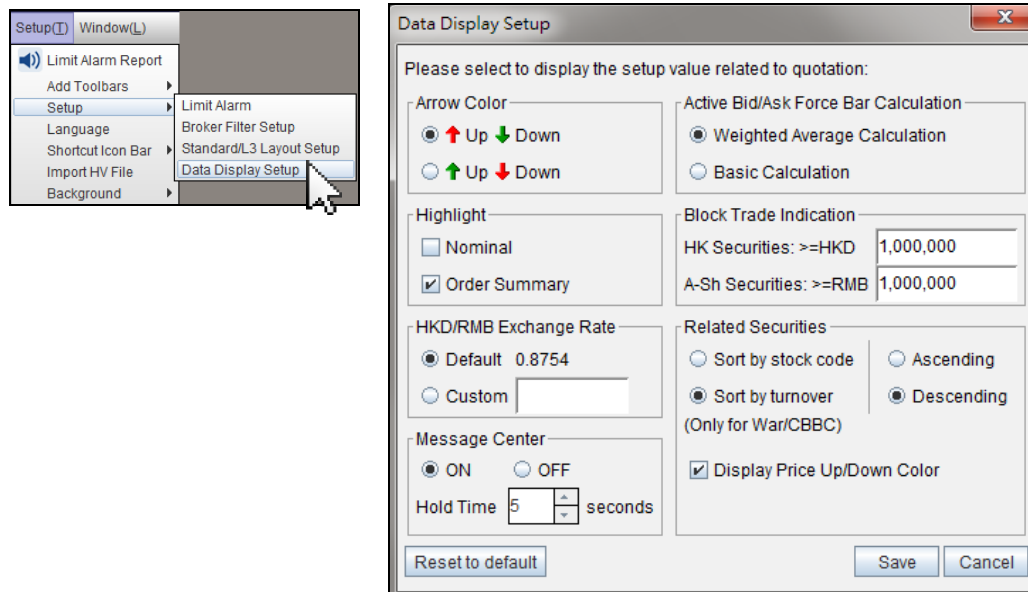 Setup(T) Window(L)
Limit Alarm Report
Add Toolbars
Setup
Language
Shortcut Icon Bar
Import HV File
Background
Limit Alarm
Broker Filter Setup
Standard/L3 Layout Setup
Data Display Setup
Data Display Setup
Please select to display the setup value related to quotation:
Arrow Color
Up Down
Up Down
Highlight
Nominal
Order Summary
HKD/RMB Exchange Rate
Default 0.8754
Custom
Message Center
ON OFF
Hold Time 5 seconds
Active Bid/Ask Force Bar Calculation
Weighted Average Calculation
Basic Calculation
Block Trade Indication
HK Securities: >=HKD 1,000,000
A-Sh Securities: >=RMB 1,000,000
Related Securities
Sort by stock code Ascending
Sort by turnover Descending
(Only for War/CBBC)
Display Price Up/Down Color
Reset to default Save Cancel